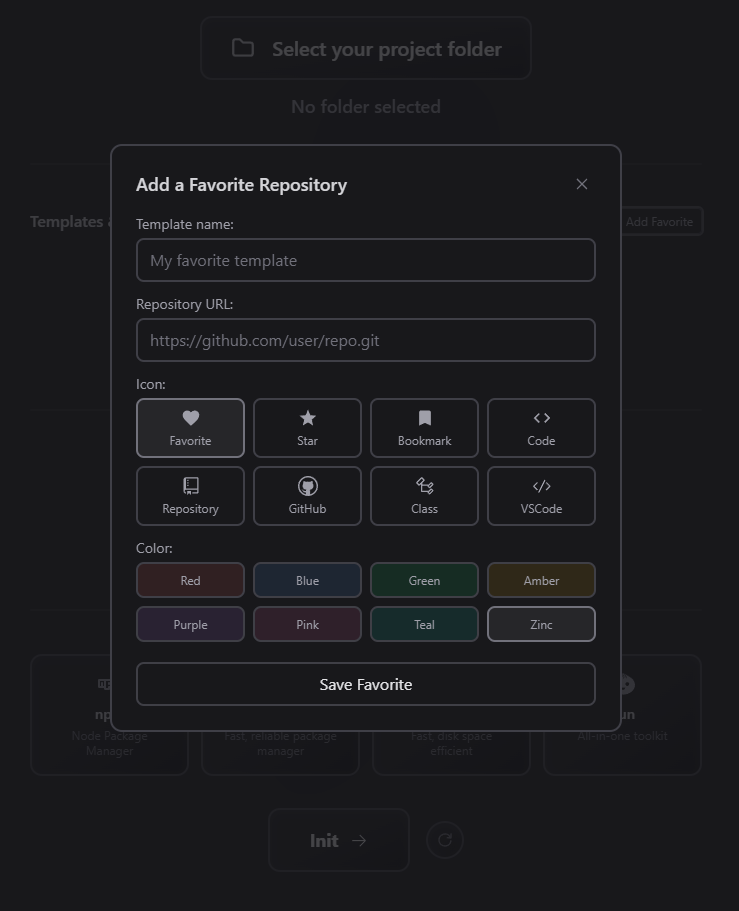 Select your project folder
No folder selected
Add a Favorite Repository
Template name:
Templates
Add Favorite
My favorite template
Repository URL:
https://github.com/user/repo.git
Icon:
Favorite Star Bookmark Code
Repository GitHub Class VSCode
Color:
Red Blue Green Amber
Purple Pink Teal Zinc
Save Favorite
Node Package Fast, reliable package Fast, disk space All-in-one toolkit
Manager manager efficient
Init